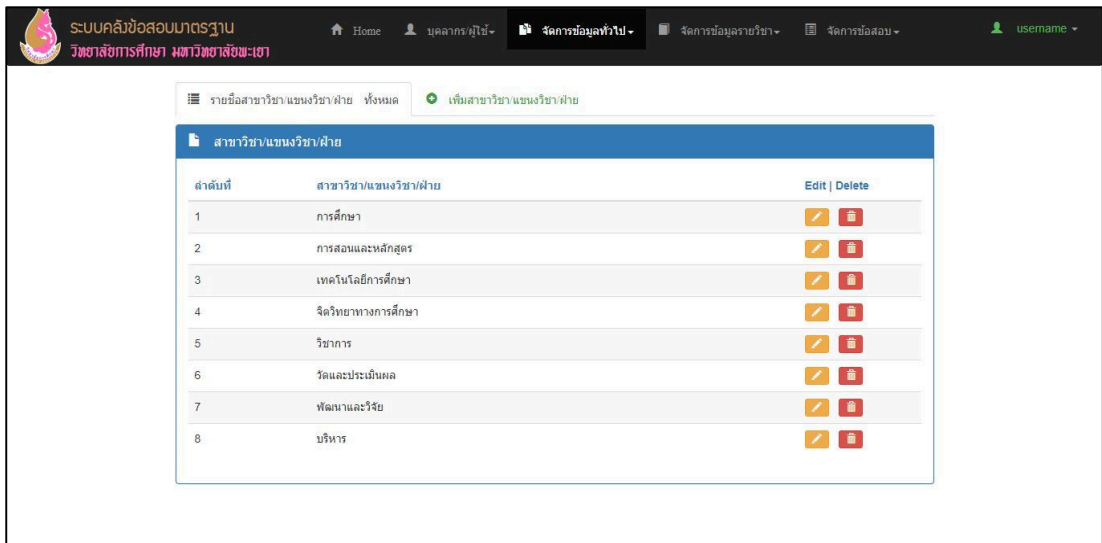 ระบบคลังข้อสอบมาตรฐาน
วิทยาลัยการศึกษา มหาวิทยาลัยพะเยา
Home บุคลากร/ผู้ใช้ จัดการข้อมูลทั่วไป จัดการข้อมูลรายวิชา จัดการข้อสอบ username
รายชื่อสาขาวิชา/แขนงวิชา/ฝ่าย ทั้งหมด เพิ่มสาขาวิชา/แขนงวิชา/ฝ่าย
สาขาวิชา/แขนงวิชา/ฝ่าย
ลำดับที่ สาขาวิชา/แขนงวิชา/ฝ่าย Edit | Delete
1 การศึกษา
2 การสอนและหลักสูตร
3 เทคโนโลยีการศึกษา
4 จิตวิทยาทางการศึกษา
5 วิชาการ
6 วัดและประเมินผล
7 พัฒนาและวิจัย
8 บริหาร